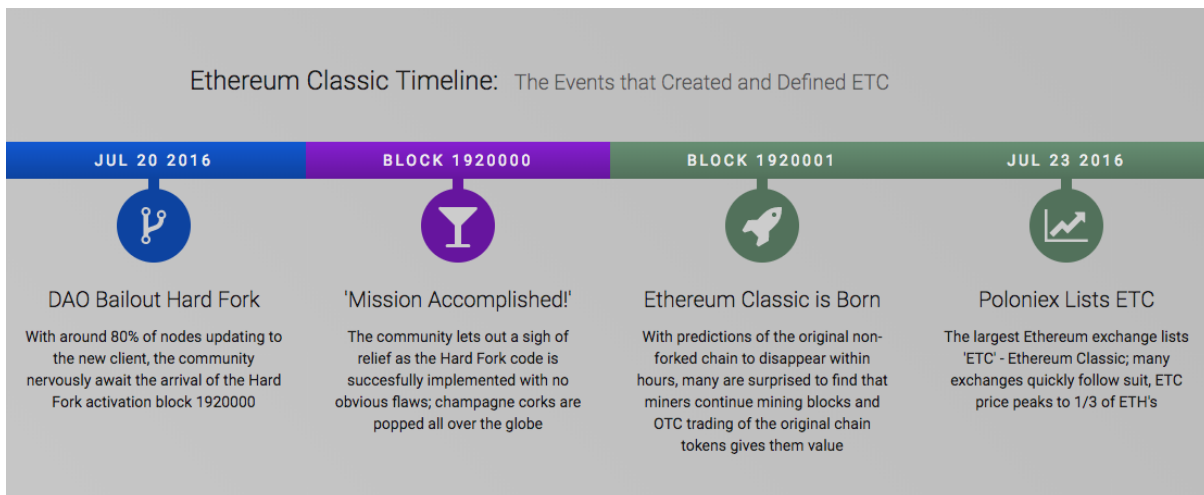 Ethereum Classic Timeline: The Events that Created and Defined ETC
JUL 20 2016
BLOCK 1920000
BLOCK 1920001
JUL 23 2016
DAO Bailout Hard Fork
With around 80% of nodes updating to
the new client, the community
nervously await the arrival of the Hard
Fork activation block 1920000
'Mission Accomplished!'
The community lets out a sigh of
relief as the Hard Fork code is
succesfully implemented with no
obvious flaws; champagne corks are
popped all over the globe
Ethereum Classic is Born
With predictions of the original non-
forked chain to disappear within
hours, many are surprised to find that
miners continue mining blocks and
OTC trading of the original chain
tokens gives them value
Poloniex Lists ETC
The largest Ethereum exchange lists
'ETC' - Ethereum Classic; many
exchanges quickly follow suit, ETC
price peaks to 1/3 of ETH's